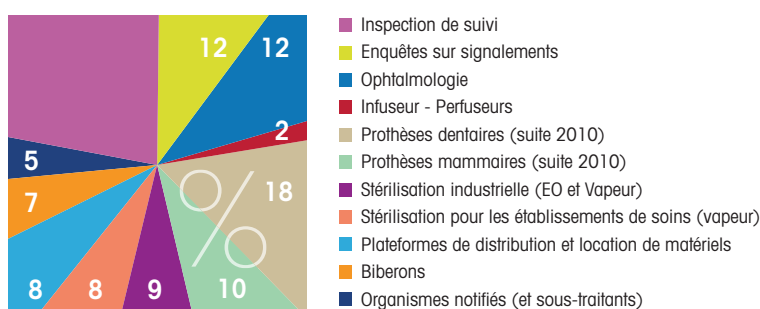 12
12
2
18
10
9
8
8
7
5
%
Inspection de suivi
Enquêtes sur signalements
Ophtalmologie
Infuseur - Perfuseurs
Prothèses dentaires (suite 2010)
Prothèses mammaires (suite 2010)
Stérilisation industrielle (EO et Vapeur)
Stérilisation pour les établissements de soins (vapeur)
Plateformes de distribution et location de matériels
Biberons
Organismes notifiés (et sous-traitants)